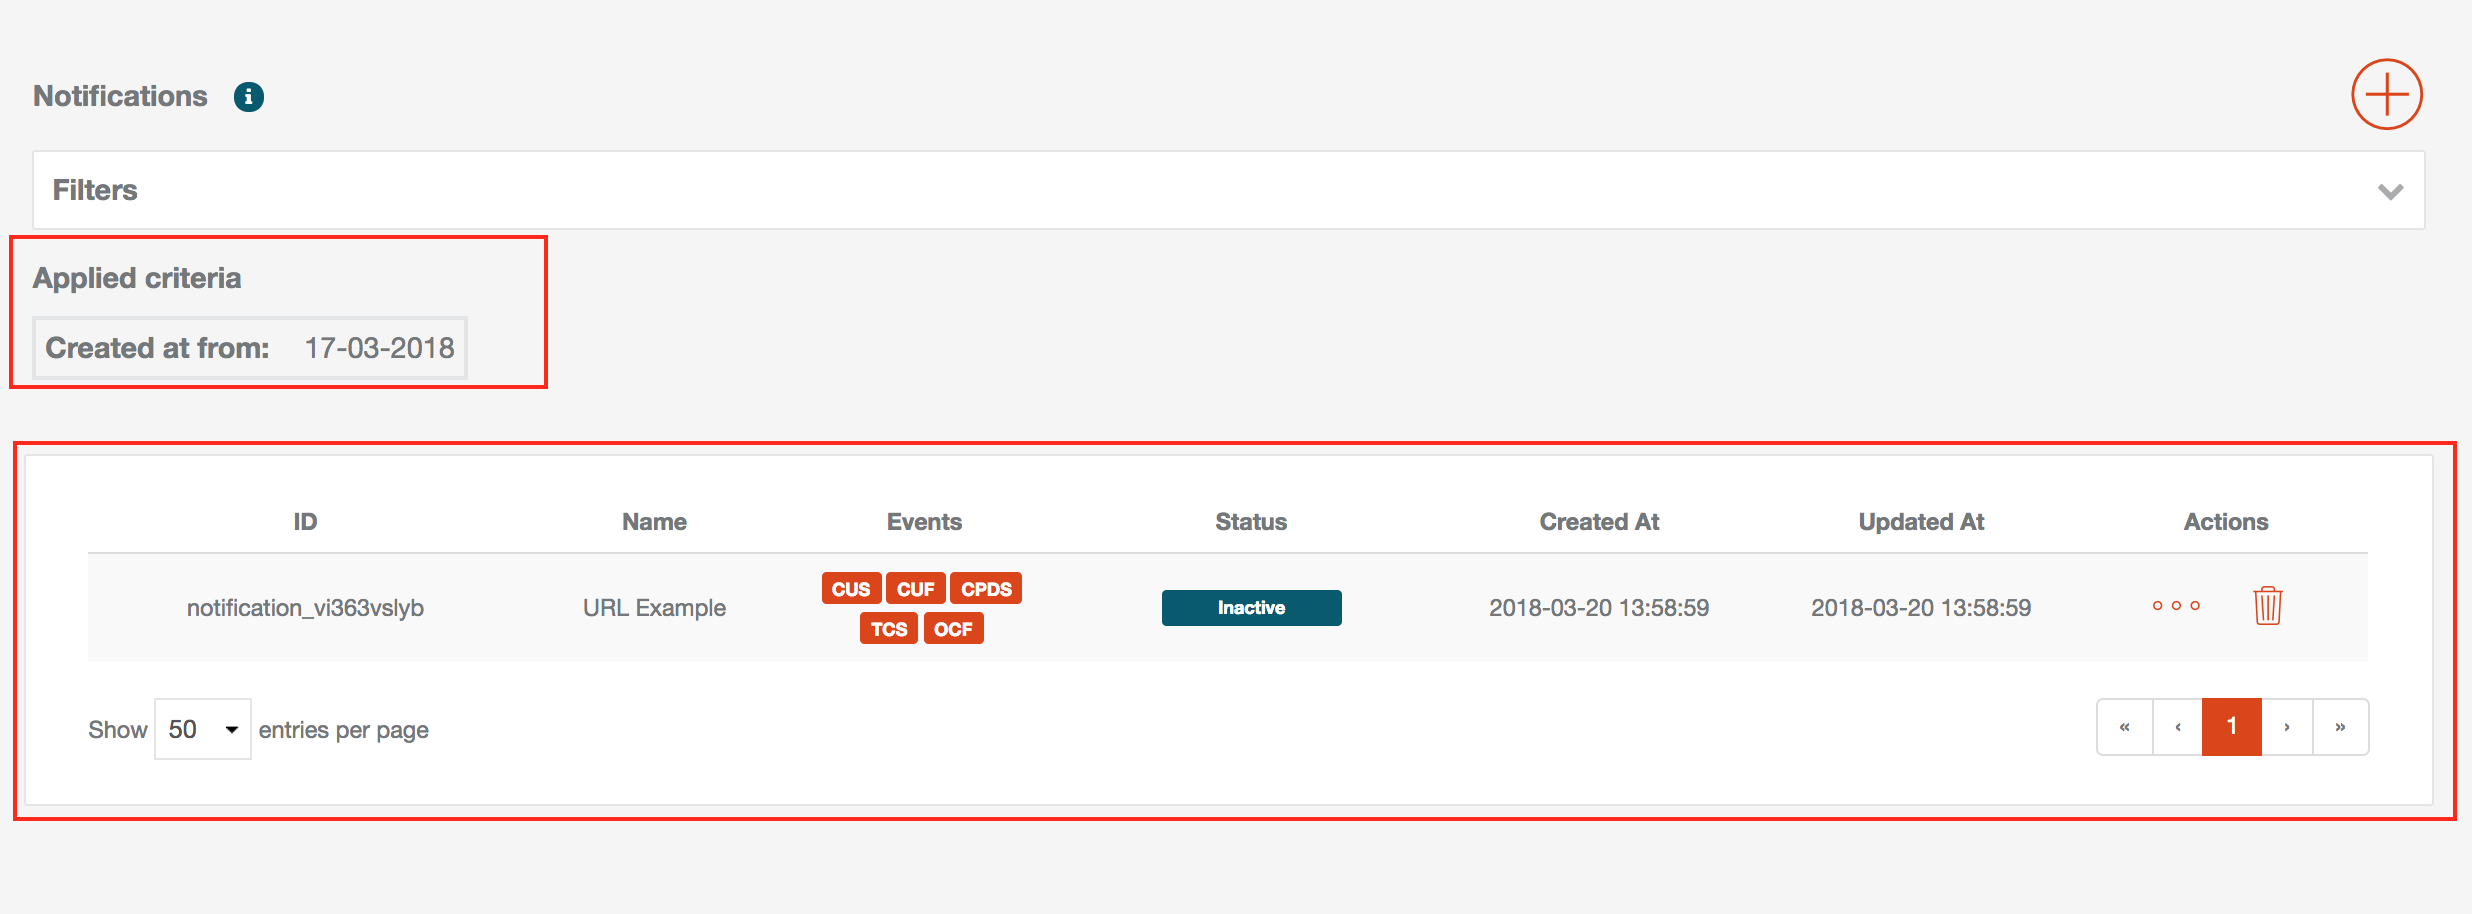 Notifications
Filters
Applied criteria
Created at from: 17-03-2018
ID Name Events Status Created At Updated At Actions
notification_vi363vslyb URL Example CUS CUF CPDS Inactive 2018-03-20 13:58:59 2018-03-20 13:58:59
TCS OCF
Show 50 entries per page « ‹ 1 › »